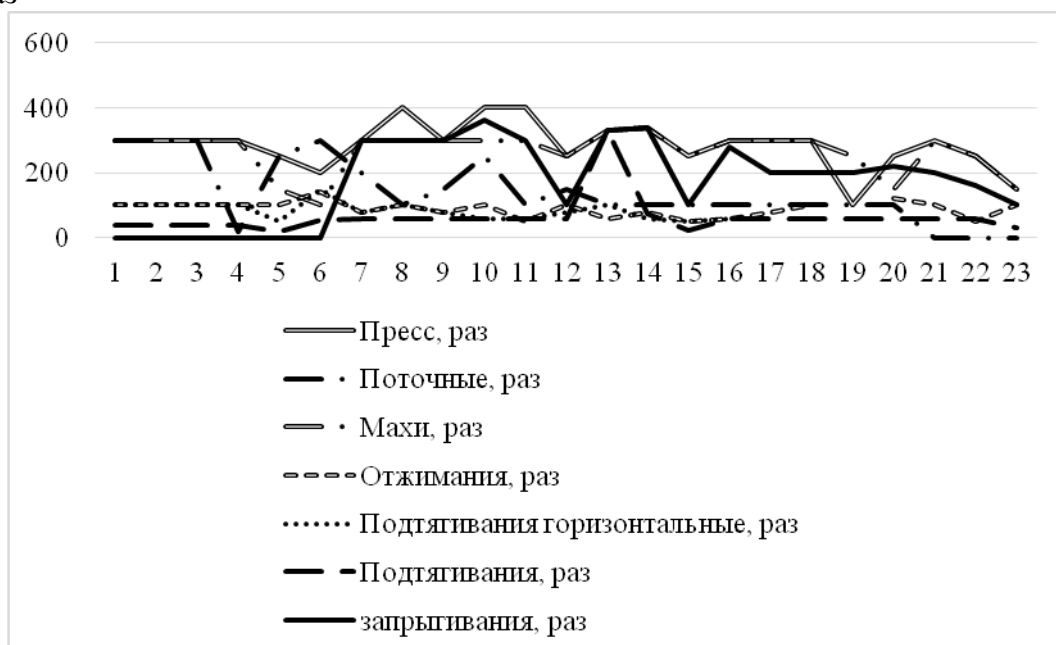 600
400
200
0
1 2 3 4 5 6 7 8 9 10 11 12 13 14 15 16 17 18 19 20 21 22 23
Пресс, раз
Поточные, раз
Махи, раз
Отжимания, раз
Подтягивания горизонтальные, раз
Подтягивания, раз
запрыгивания, раз